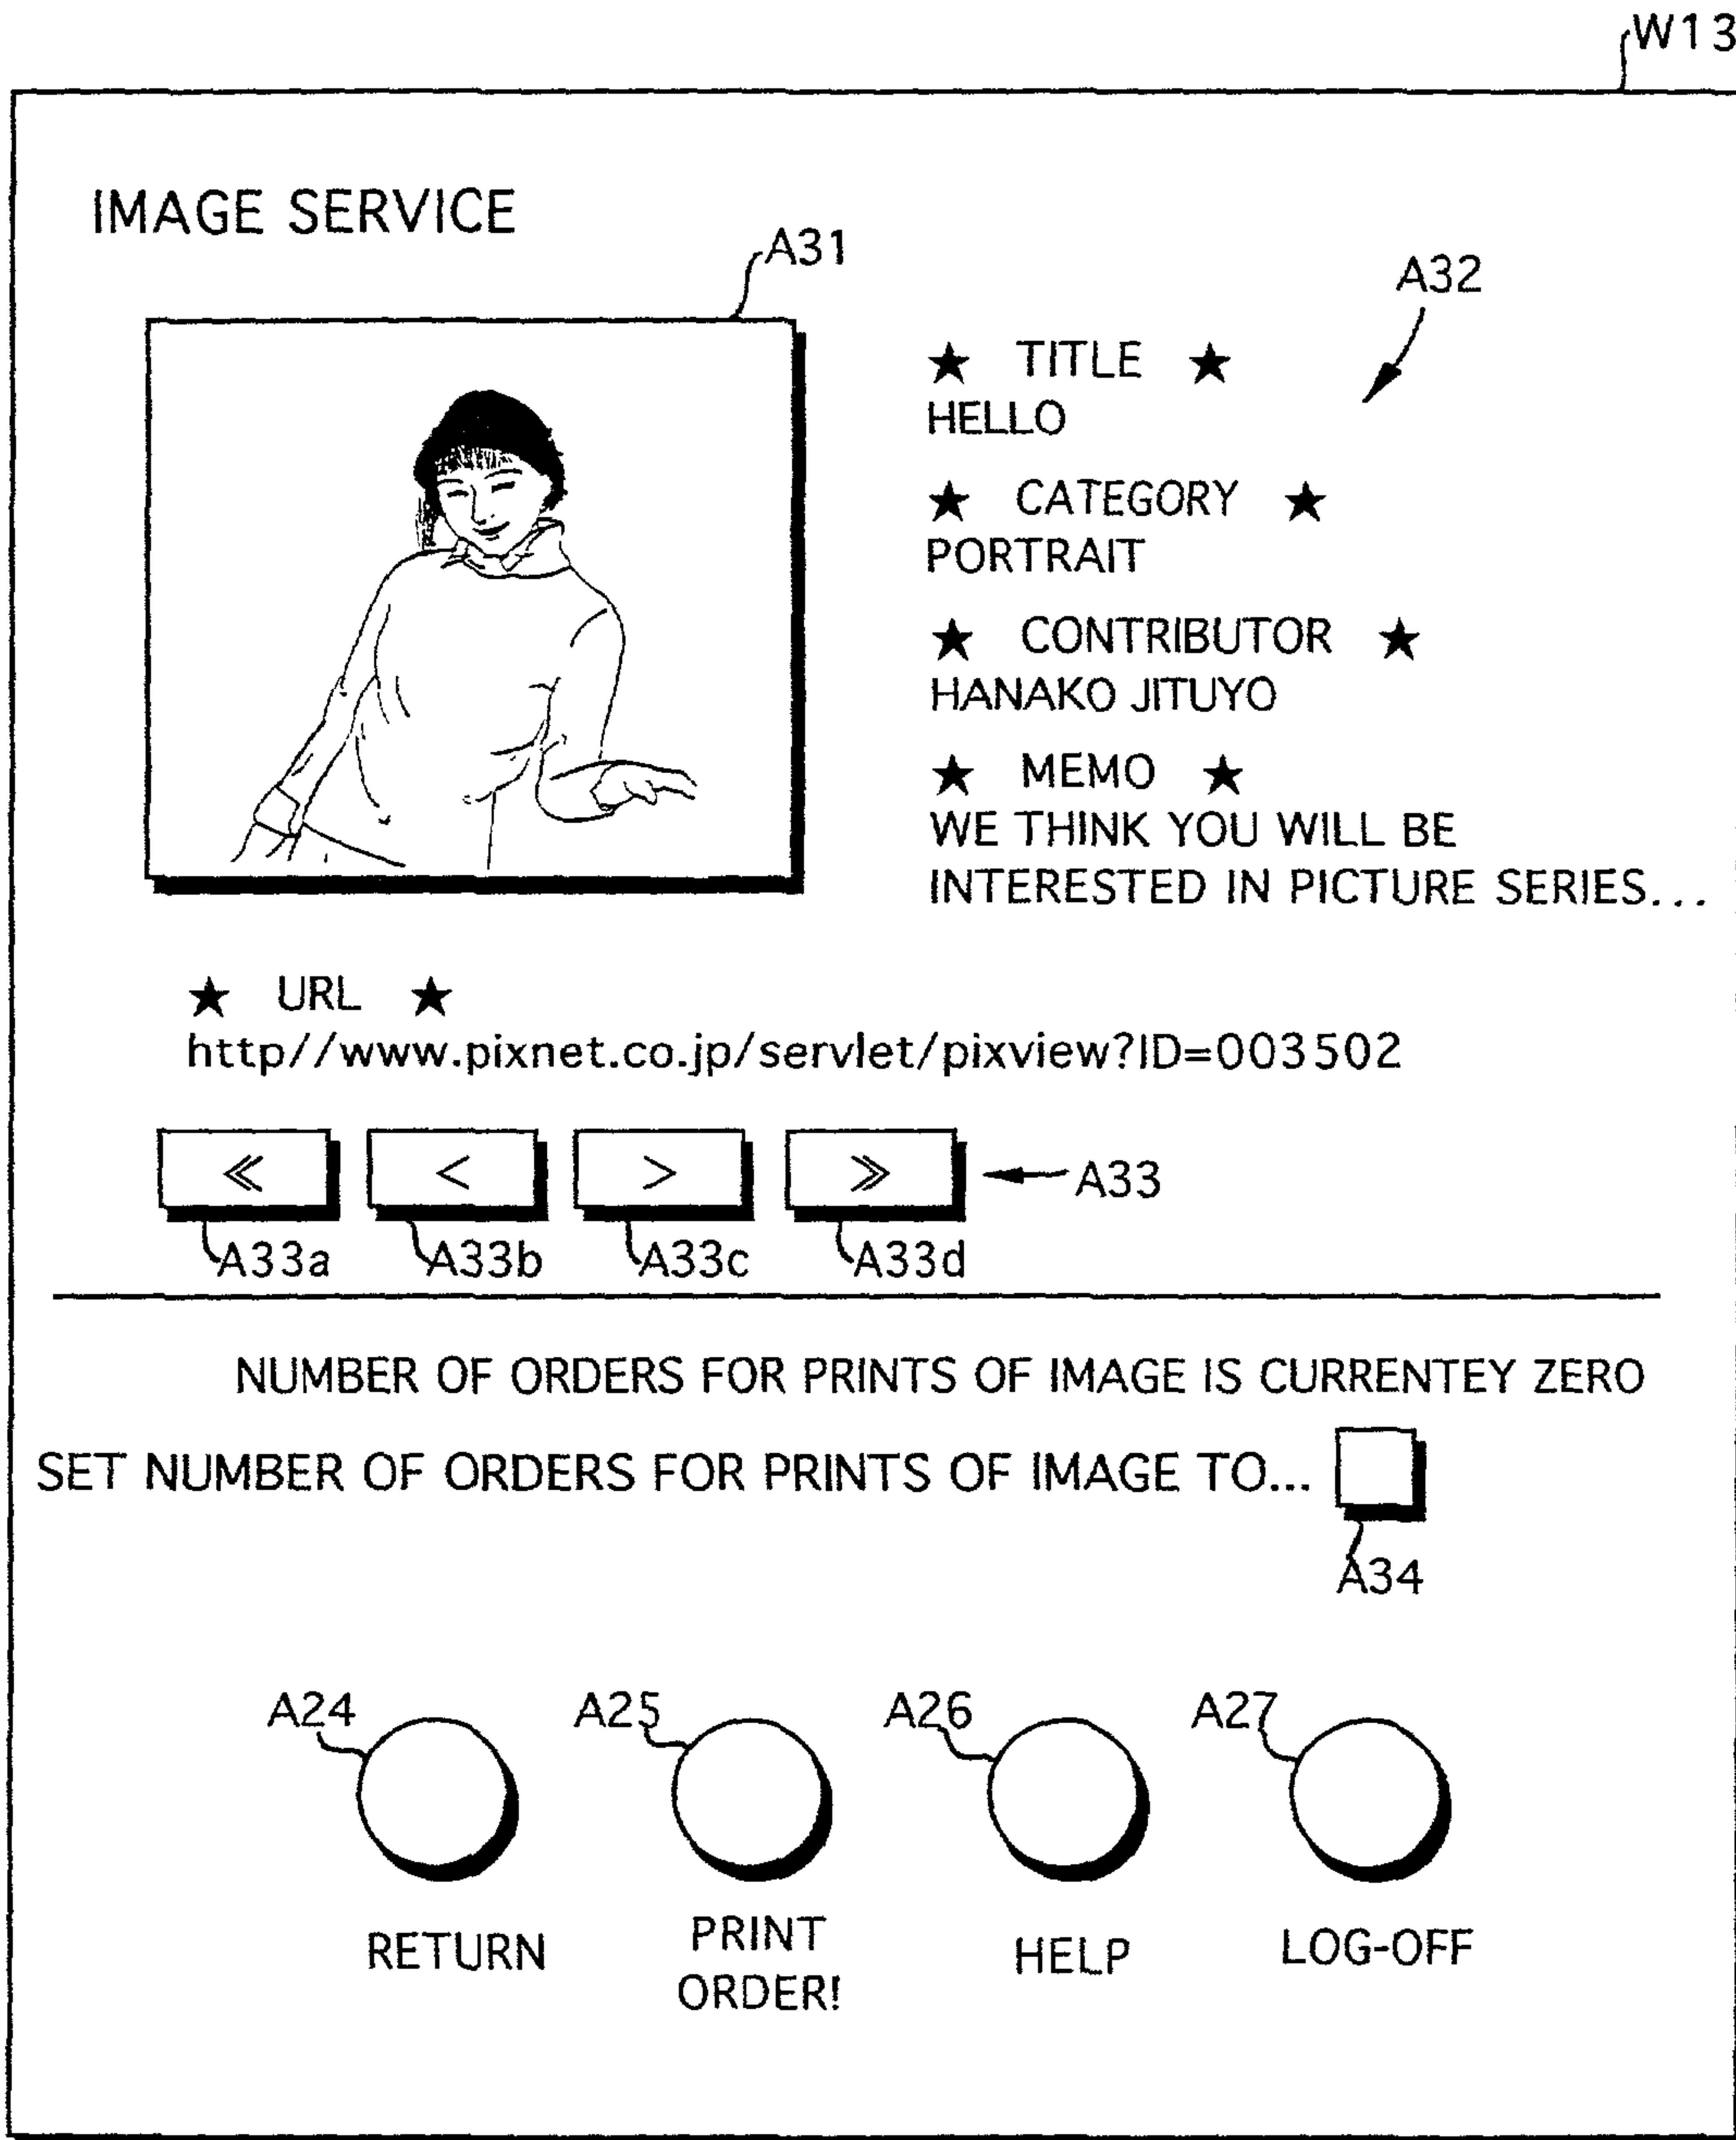 W13
IMAGE SERVICE
A31
A32
★ TITLE ★
HELLO
★ CATEGORY ★
PORTRAIT
★ CONTRIBUTOR ★
HANAKO JITUYO
★ MEMO ★
WE THINK YOU WILL BE
INTERESTED IN PICTURE SERIES...
★ URL ★
http//www.pixnet.co.jp/servlet/pixview?ID=003502
≪ < > ≫ A33
A33a A33b A33c A33d
NUMBER OF ORDERS FOR PRINTS OF IMAGE IS CURRENTEY ZERO
SET NUMBER OF ORDERS FOR PRINTS OF IMAGE TO...
A34
A24 A25 A26 A27
RETURN
PRINT
ORDER!
HELP
LOG-OFF